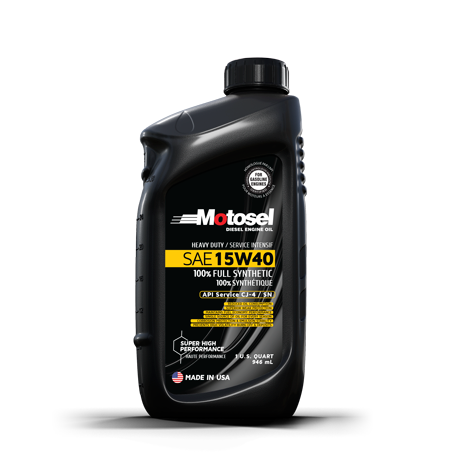 FOR
GASOLINE
ENGINES
Motosel
DIESEL ENGINE OIL
HEAVY DUTY / SERVICE INTENSIF
SAE 15W40
100% FULL SYNTHETIC
100% SYNTHÉTIQUE
API Service CJ-4 / SN
SUPER HIGH
PERFORMANCE
HAUTE PERFORMANCE
1 U.S. QUART
946 mL
MADE IN USA